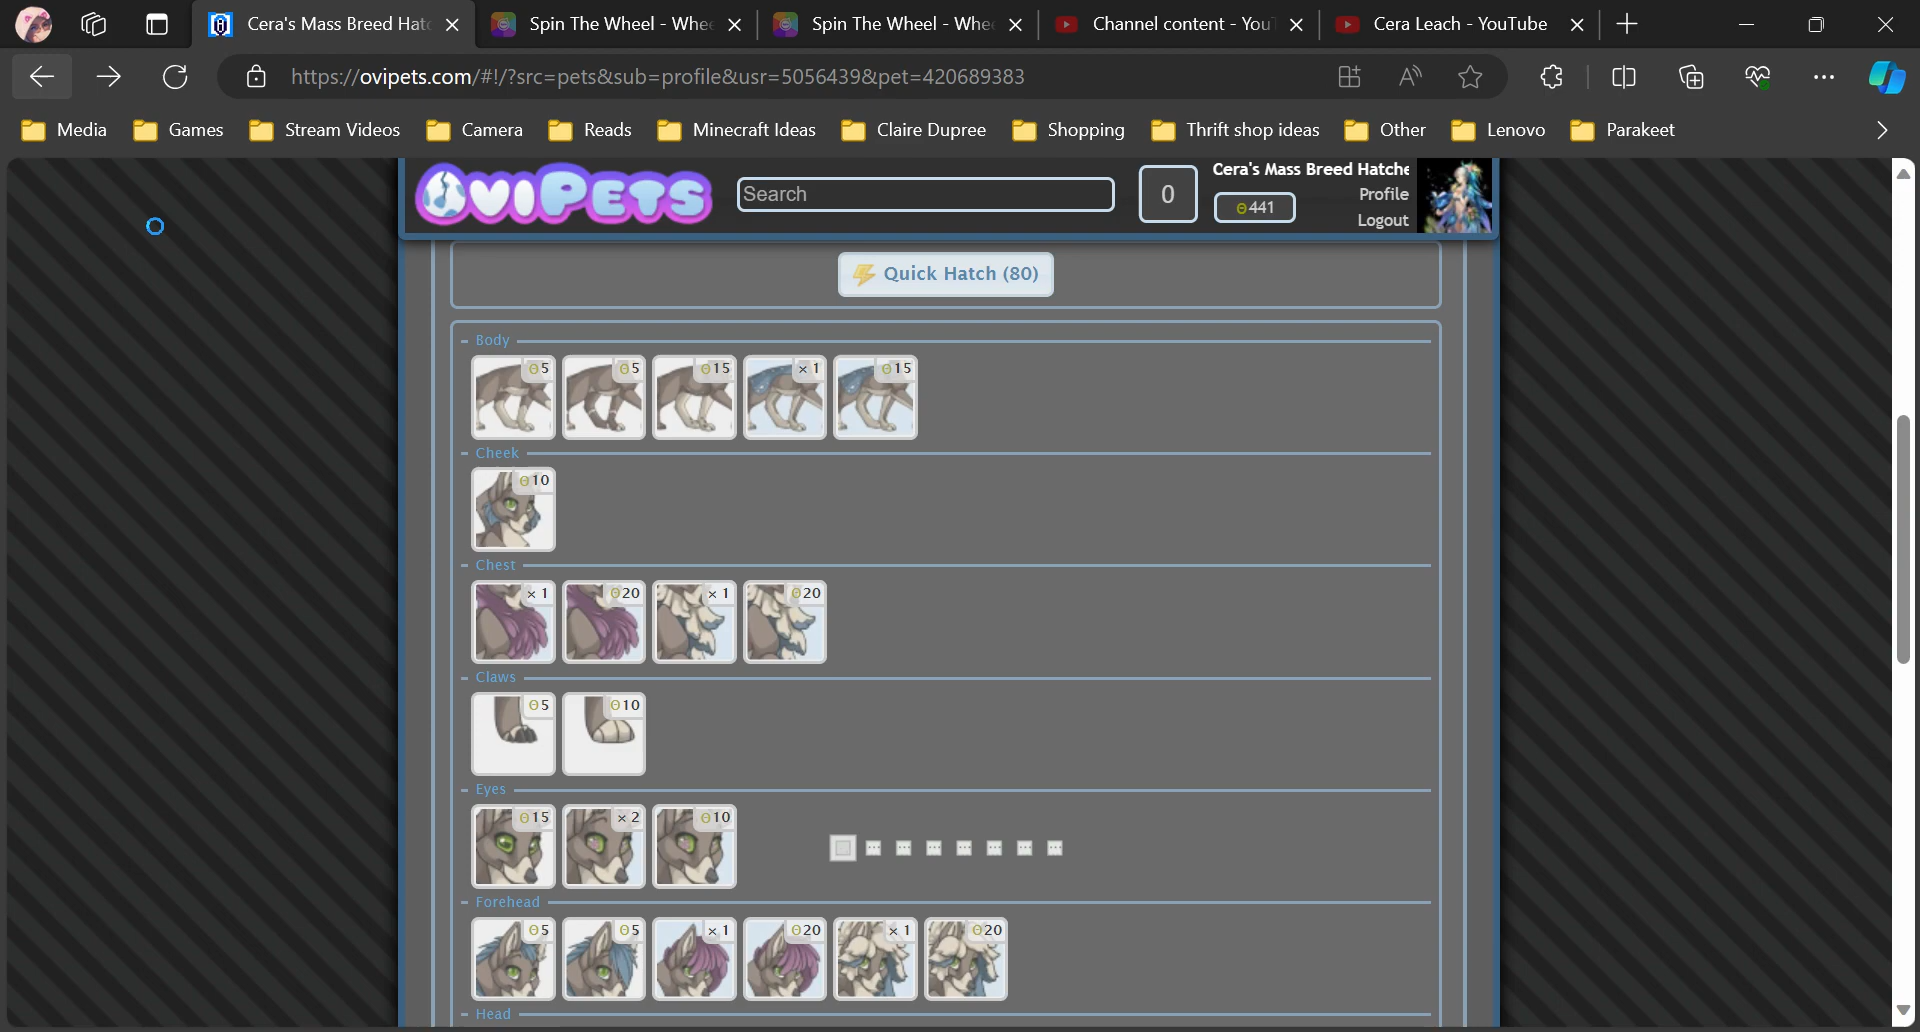 Cera's Mass Breed Hatc
Spin The Wheel - Whee
Spin The Wheel - Whe
Channel content - YouT
Cera Leach - YouTube
https://ovipets.com/#!/?src=pets&sub=profile&usr=5056439&pet=420689383
Media
Games
Stream Videos
Camera
Reads
Minecraft Ideas
Claire Dupree
Shopping
Thrift shop ideas
Other
Lenovo
Parakeet
OviPets
Search
0
Cera's Mass Breed Hatche
441
Profile
Logout
Quick Hatch (80)
Body
5 5 15 × 1 15
Cheek
10
Chest
× 1 20 × 1 20
Claws
5 10
Eyes
15 × 2 10
Forehead
5 5 × 1 20 × 1 20
Head